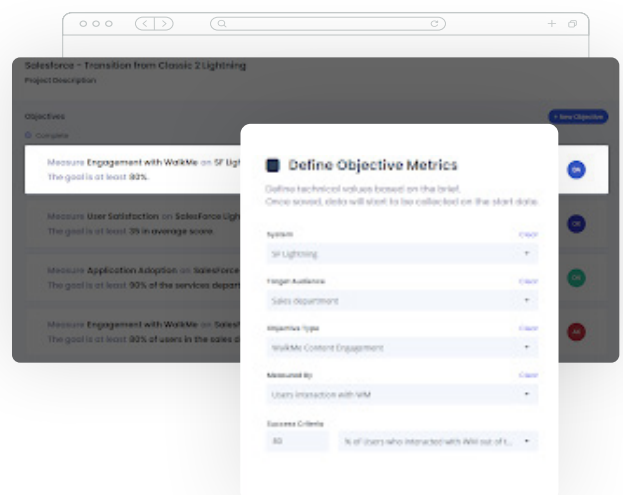 Salesforce - Transition from Classic 2 Lightning
Project Description
Objectives
+ New Objective
Complete
Measure Engagement with WalkMe on SF Ligh
The goal is at least 80%.
Measure User Satisfaction on SalesForce Ligh
The goal is at least 35 in average score.
Measure Application Adoption on Salesforce
The goal is at least 90% of the services depart
Measure Engagement with WalkMe on Salesf
The goal is at least 90% of users in the sales d
Define Objective Metrics
Define technical values based on the brief.
Once saved, data will start to be collected on the start date.
System
Clear
SF Lightning
Target Audience
Clear
Sales department
Objective Type
Clear
WalkMe Content Engagement
Measured By
Clear
Users interaction with WM
Success Criteria
80
% of Users who interacted with WM out of t...